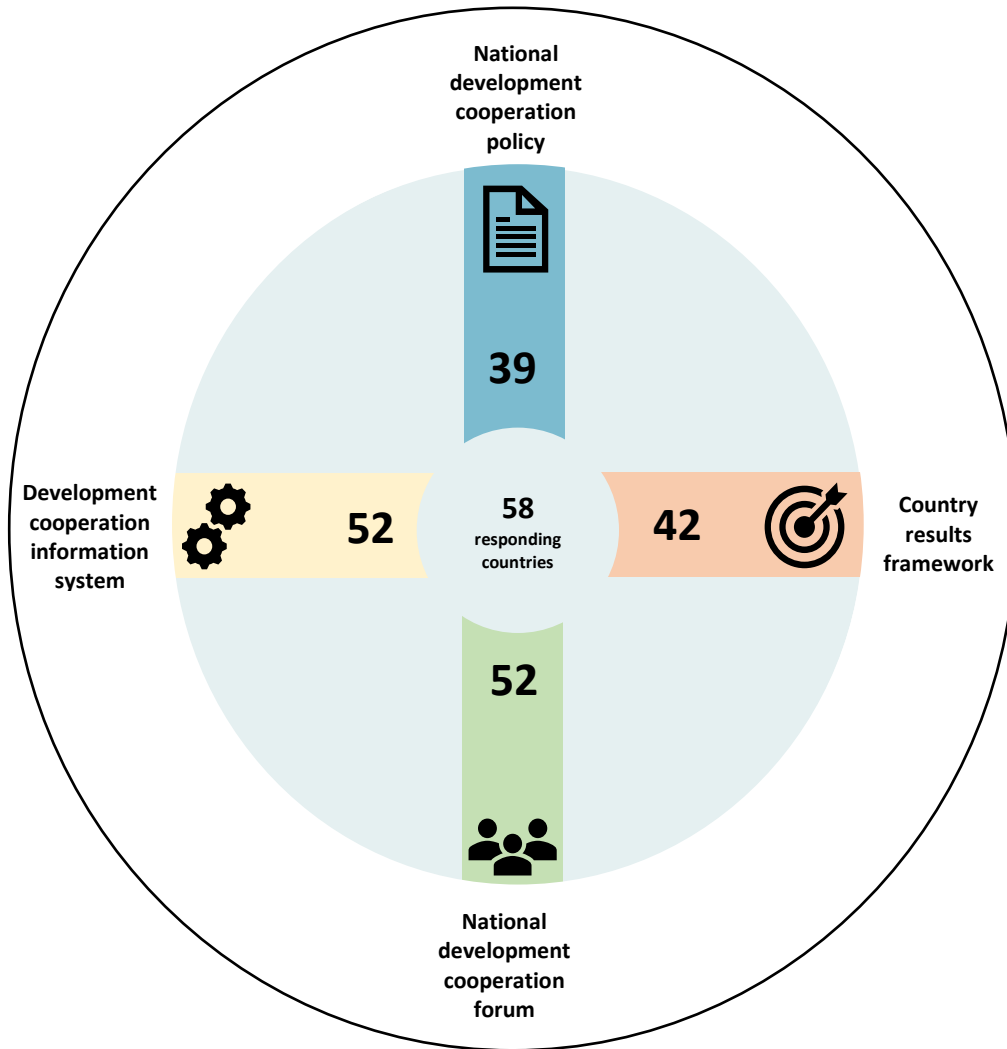 National
development
cooperation
policy
39
Development
cooperation
information
system
52
58
responding
countries
42
Country
results
framework
52
National
development
cooperation
forum